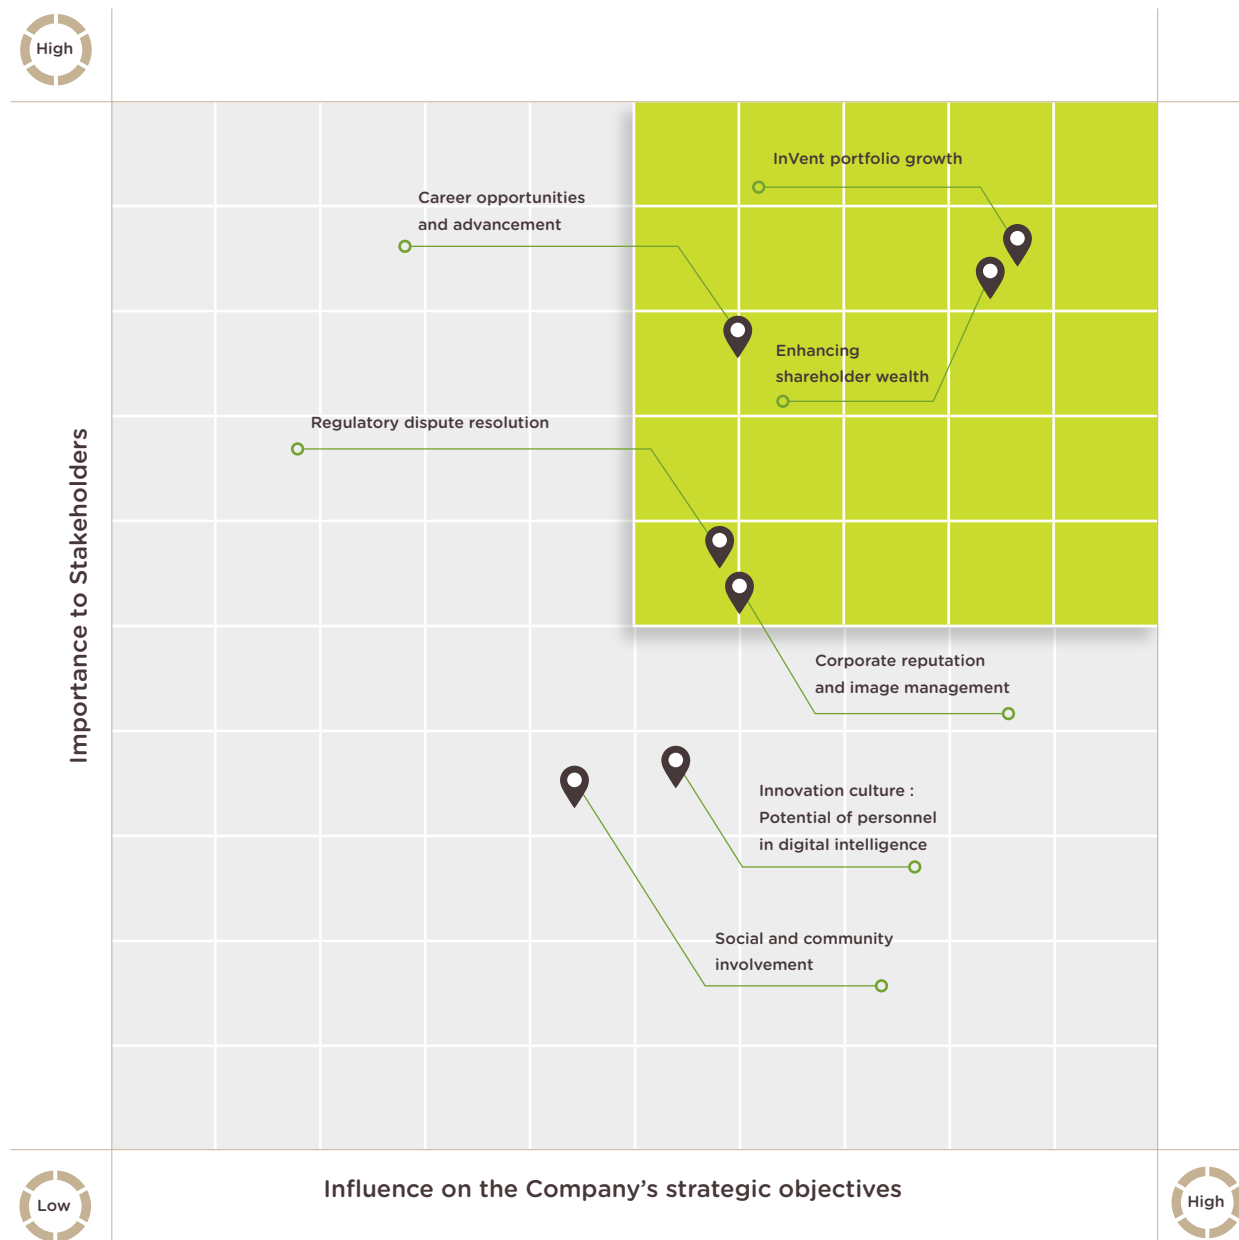 High
InVent portfolio growth
Career opportunities
and advancement
Enhancing
shareholder wealth
Regulatory dispute resolution
Importance to Stakeholders
Corporate reputation
and image management
Innovation culture :
Potential of personnel
in digital intelligence
Social and community
involvement
Low
Influence on the Company’s strategic objectives
High